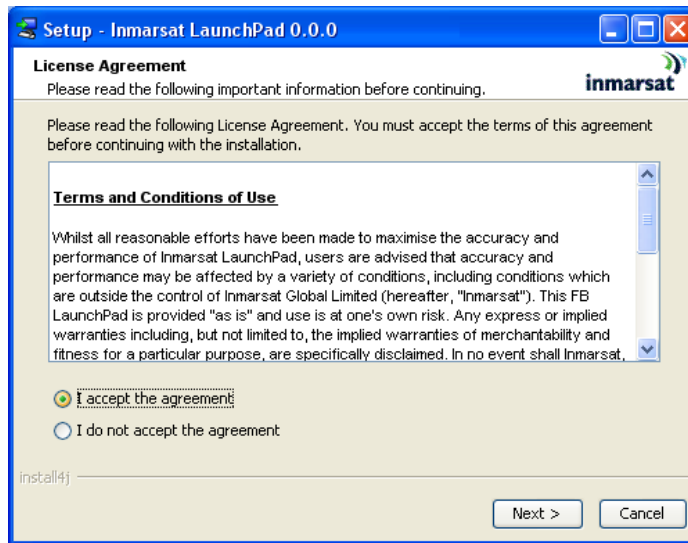 Setup - Inmarsat LaunchPad 0.0.0
License Agreement
Please read the following important information before continuing.
inmarsat
Please read the following License Agreement. You must accept the terms of this agreement
before continuing with the installation.
Terms and Conditions of Use
Whilst all reasonable efforts have been made to maximise the accuracy and
performance of Inmarsat LaunchPad, users are advised that accuracy and
performance may be affected by a variety of conditions, including conditions which
are outside the control of Inmarsat Global Limited (hereafter, "Inmarsat"). This FB
LaunchPad is provided "as is" and use is at one's own risk. Any express or implied
warranties including, but not limited to, the implied warranties of merchantability and
fitness for a particular purpose, are specifically disclaimed. In no event shall Inmarsat,
I accept the agreement
I do not accept the agreement
install4j
Next >
Cancel